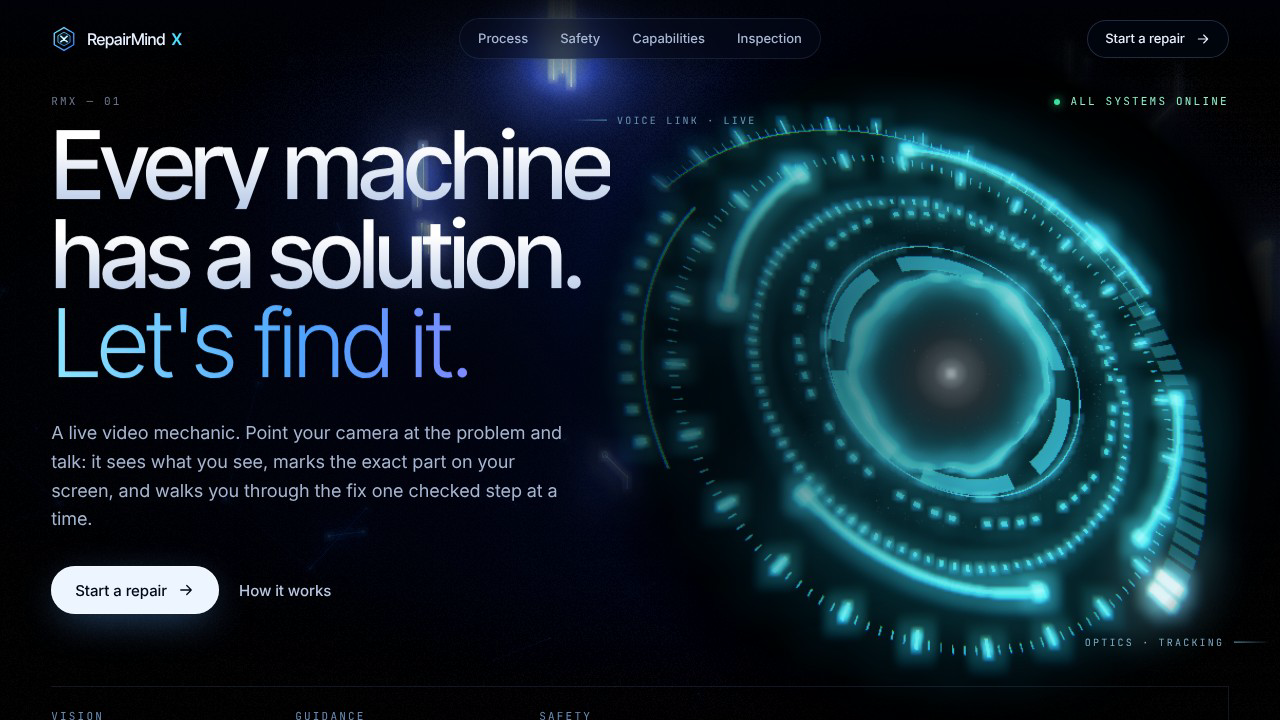 RepairMind X
Process
Safety
Capabilities
Inspection
Start a repair →
RMX — 01
ALL SYSTEMS ONLINE
VOICE LINK · LIVE
Every machine
has a solution.
Let's find it.
A live video mechanic. Point your camera at the problem and
talk: it sees what you see, marks the exact part on your
screen, and walks you through the fix one checked step at a
time.
Start a repair →
How it works
OPTICS · TRACKING
VISION
GUIDANCE
SAFETY